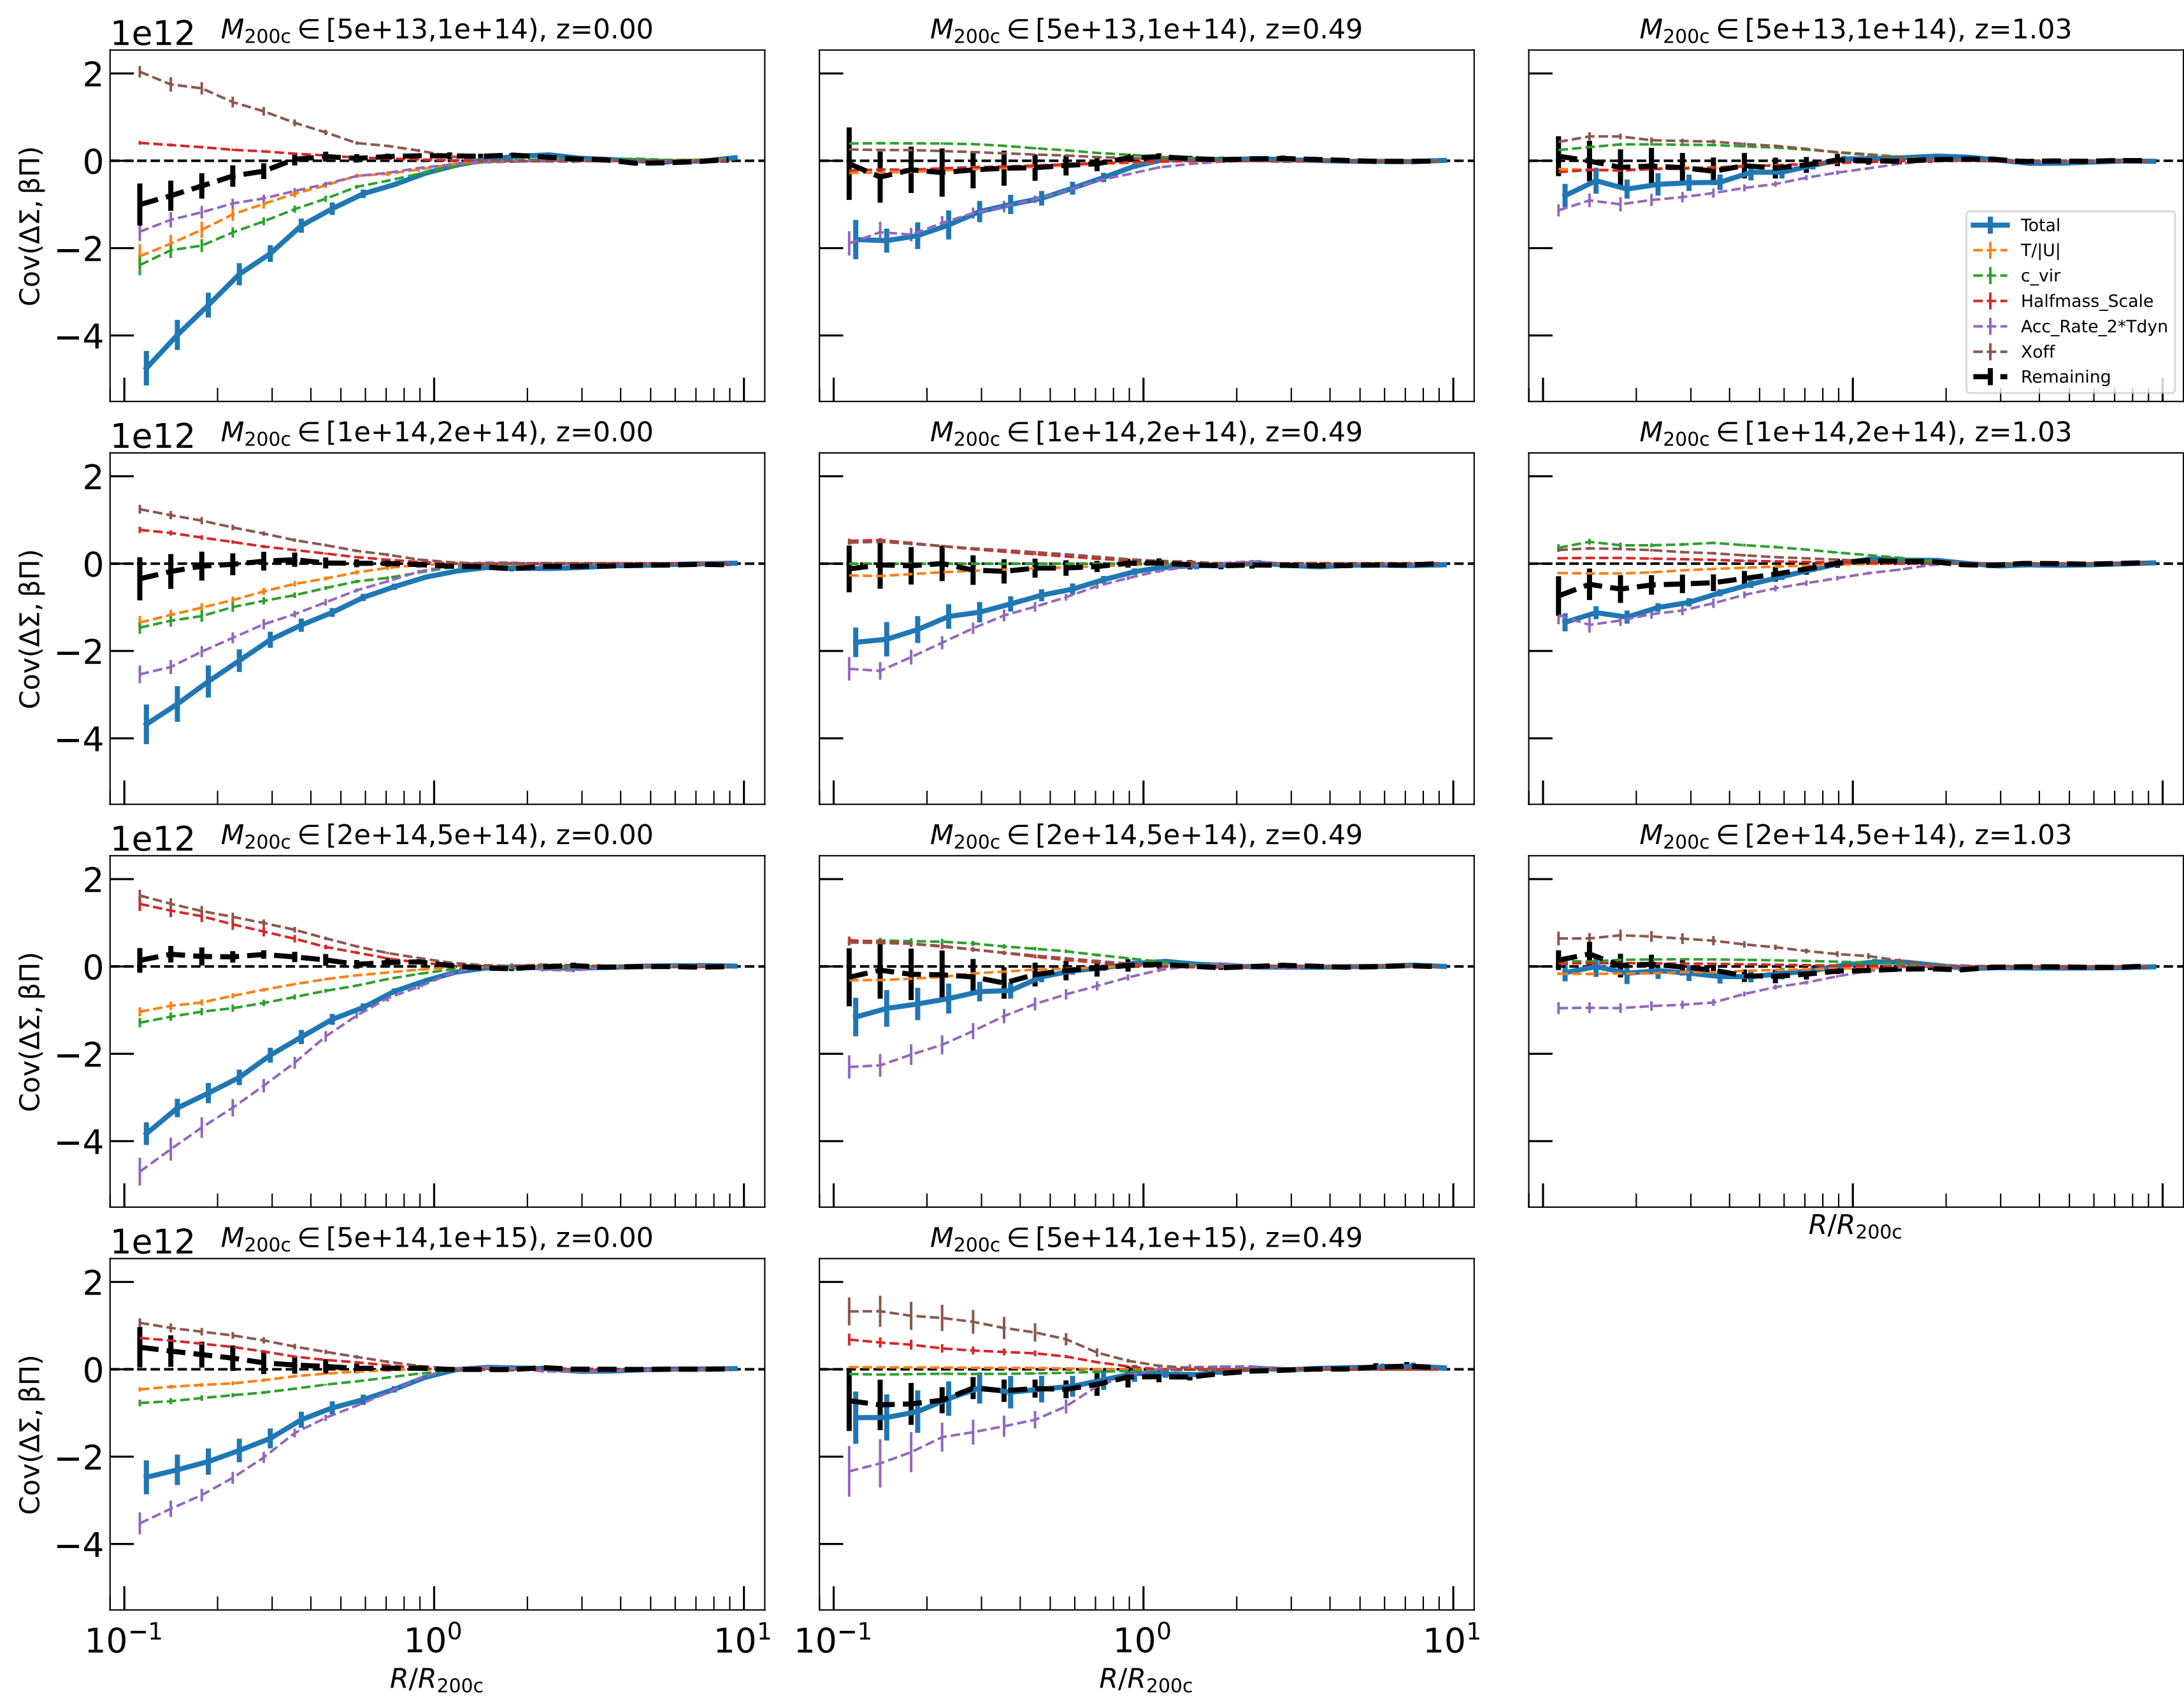 1e12 M200c ∈ [5e+13,1e+14), z=0.00
M200c ∈ [5e+13,1e+14), z=0.49
M200c ∈ [5e+13,1e+14), z=1.03
2
0
−2
−4
Cov(ΔΣ, βΠ)
Total
T/|U|
c_vir
Halfmass_Scale
Acc_Rate_2*Tdyn
Xoff
Remaining
1e12 M200c ∈ [1e+14,2e+14), z=0.00
M200c ∈ [1e+14,2e+14), z=0.49
M200c ∈ [1e+14,2e+14), z=1.03
2
0
−2
−4
Cov(ΔΣ, βΠ)
1e12 M200c ∈ [2e+14,5e+14), z=0.00
M200c ∈ [2e+14,5e+14), z=0.49
M200c ∈ [2e+14,5e+14), z=1.03
2
0
−2
−4
Cov(ΔΣ, βΠ)
R/R200c
1e12 M200c ∈ [5e+14,1e+15), z=0.00
M200c ∈ [5e+14,1e+15), z=0.49
2
0
−2
−4
Cov(ΔΣ, βΠ)
10⁻¹ 10⁰ 10¹
R/R200c
10⁻¹ 10⁰ 10¹
R/R200c